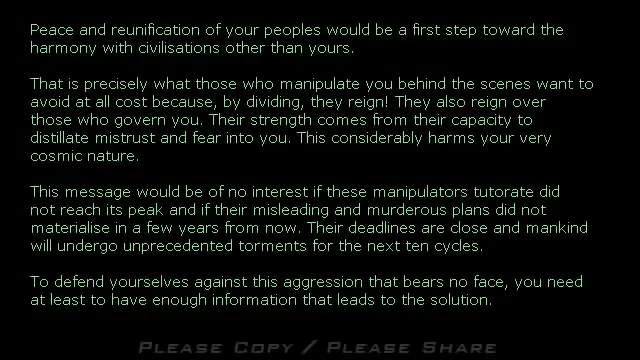 Peace and reunification of your peoples would be a first step toward the
harmony with civilisations other than yours.
That is precisely what those who manipulate you behind the scenes want to
avoid at all cost because, by dividing, they reign! They also reign over
those who govern you. Their strength comes from their capacity to
distillate mistrust and fear into you. This considerably harms your very
cosmic nature.
This message would be of no interest if these manipulators tutorate did
not reach its peak and if their misleading and murderous plans did not
materialise in a few years from now. Their deadlines are close and mankind
will undergo unprecedented torments for the next ten cycles.
To defend yourselves against this aggression that bears no face, you need
at least to have enough information that leads to the solution.
Please Copy / Please Share